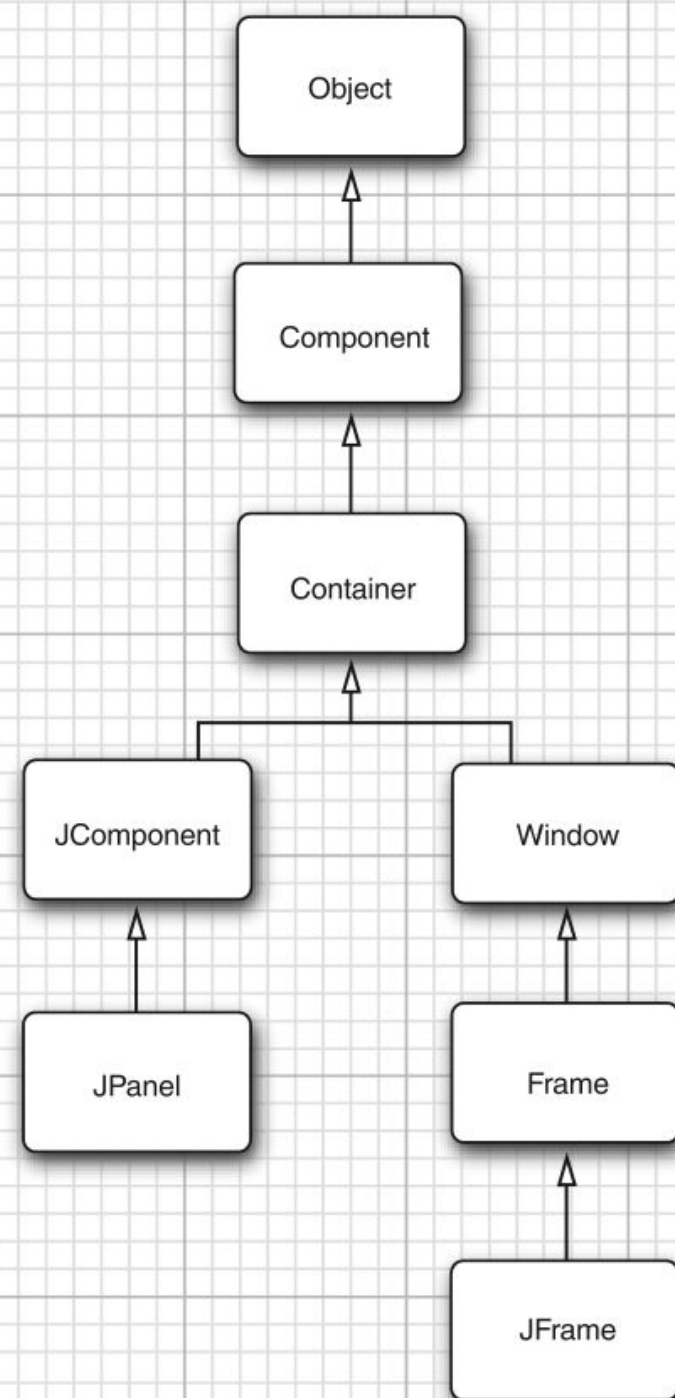 Object
Component
Container
JComponent
Window
JPanel
Frame
JFrame